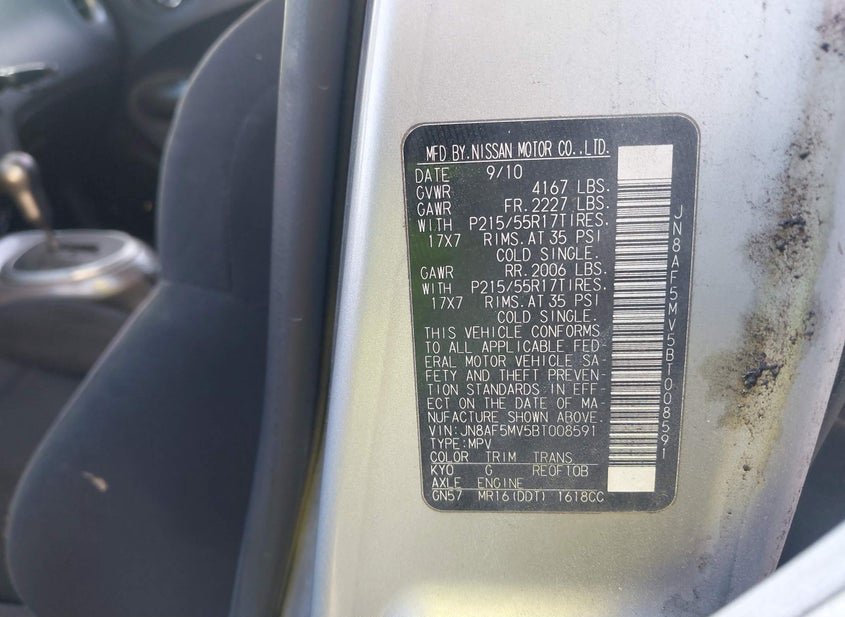 MFD BY.NISSAN MOTOR CO.,LTD.
DATE 9/10
GVWR 4167 LBS.
GAWR FR. 2227 LBS.
WITH P215/55R17TIRES.
17X7 RIMS. AT 35 PSI
COLD SINGLE.
GAWR RR. 2006 LBS.
WITH P215/55R17TIRES.
17X7 RIMS. AT 35 PSI
COLD SINGLE.
THIS VEHICLE CONFORMS
TO ALL APPLICABLE FED
ERAL MOTOR VEHICLE SA-
FETY AND THEFT PREVEN-
TION STANDARDS IN EFF-
ECT ON THE DATE OF MA-
NUFACTURE SHOWN ABOVE.
VIN:JN8AF5MV5BT008591
TYPE:MPV
COLOR TRIM TRANS
KY0 G RE0F10B
AXLE ENGINE
GN57 MR16(DDT) 1618CC
JN8AF5MV5BT008591